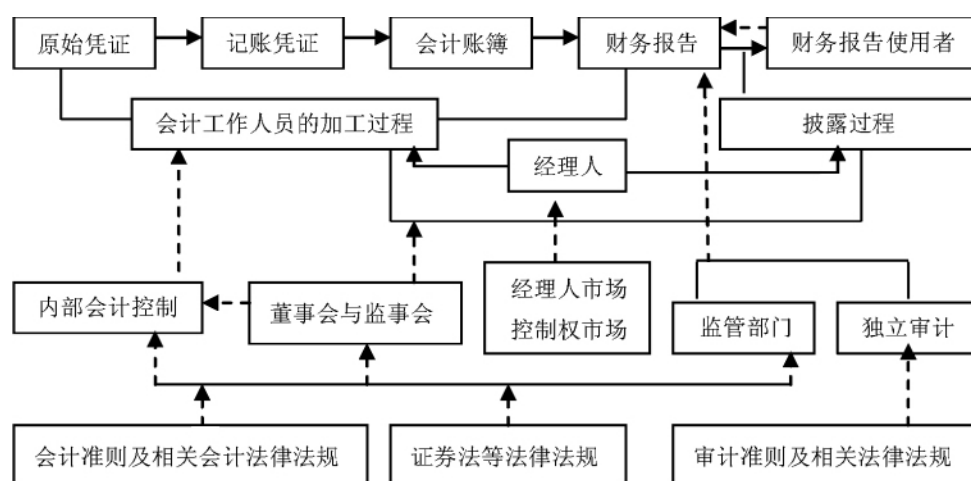 原始凭证
记账凭证
会计账簿
财务报告
财务报告使用者
会计工作人员的加工过程
披露过程
经理人
内部会计控制
董事会与监事会
经理人市场
控制权市场
监管部门
独立审计
会计准则及相关会计法律法规
证券法等法律法规
审计准则及相关法律法规